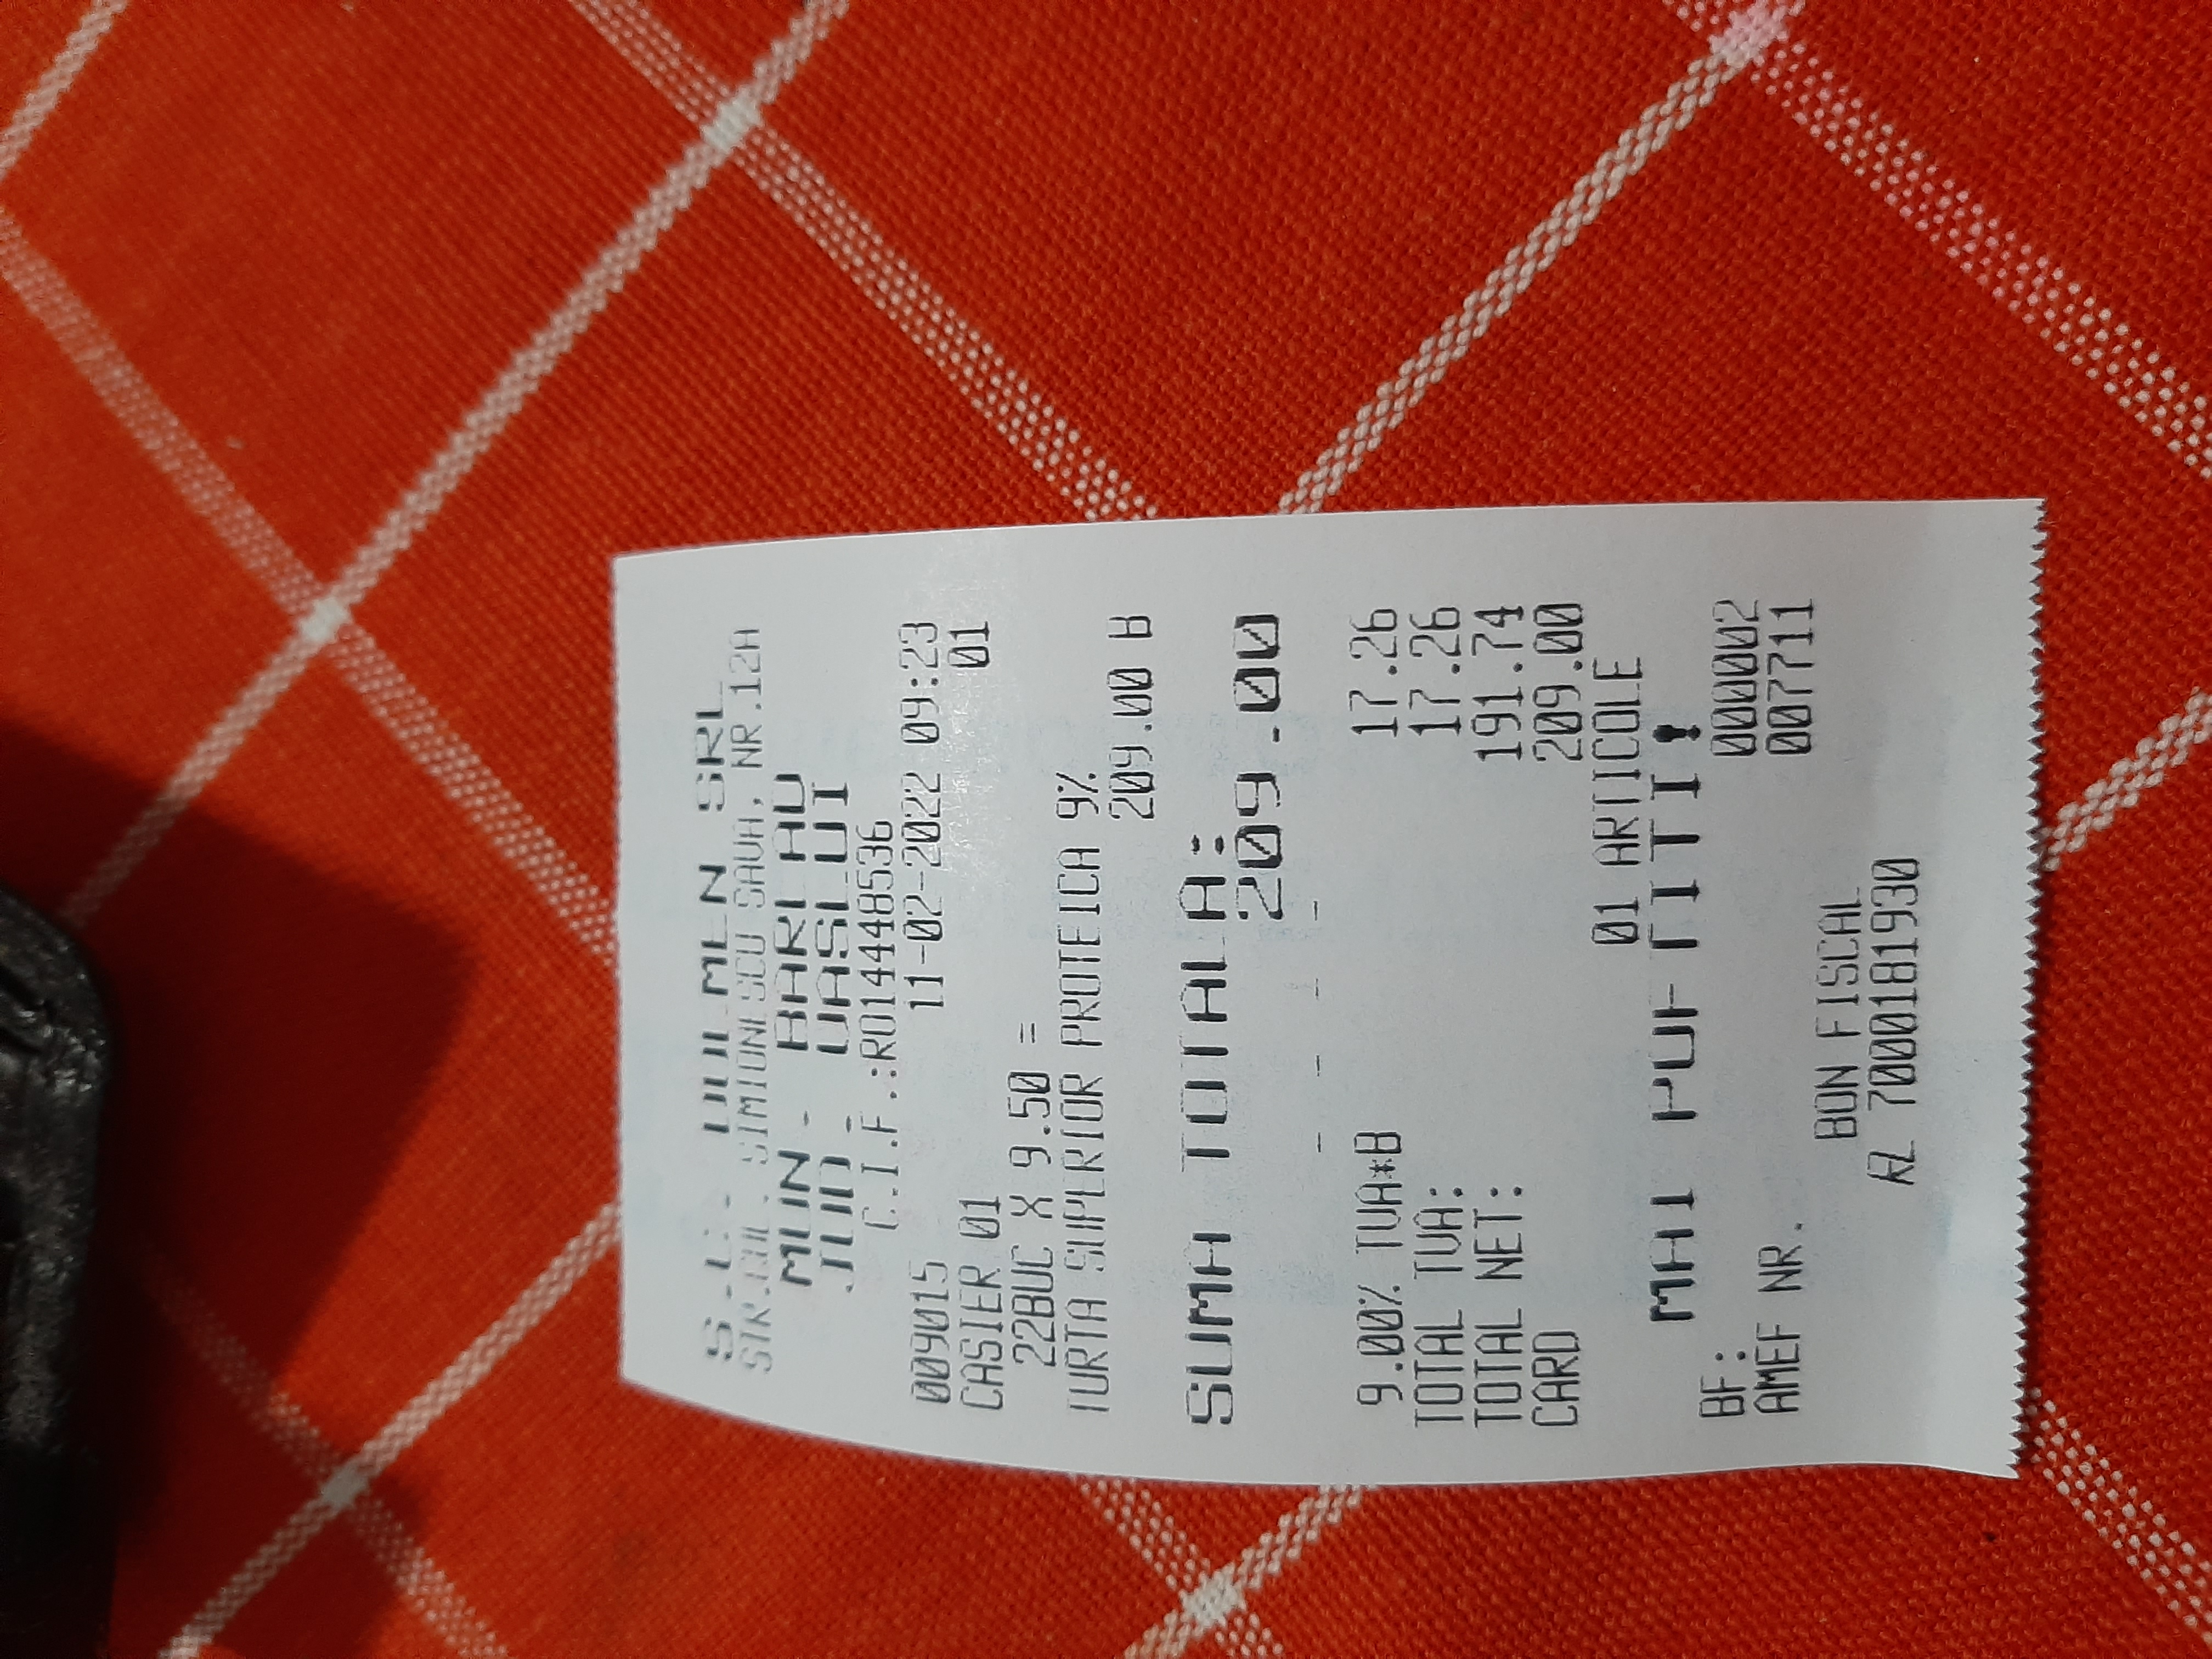 S.C. ULMEN SRL
SIMIONESCU SAVA, NR.12A
MUN. BARLAD
JUD. VASLUI
C.I.F.:RO14448536
11-02-2022 09:23
009015
CASIER 01 01
22BUC X 9.50 =
TURTA SUPERIOR PROTEICA 9%
209.00 B
SUMA TOTALA:
209.00
- - - -
9.00% TVA*B 17.26
TOTAL TVA: 17.26
TOTAL NET: 191.74
CARD 209.00
01 ARTICOLE
MAI POFTITI!
BF: 000002
AMEF NR. 007711
BON FISCAL
7000181930